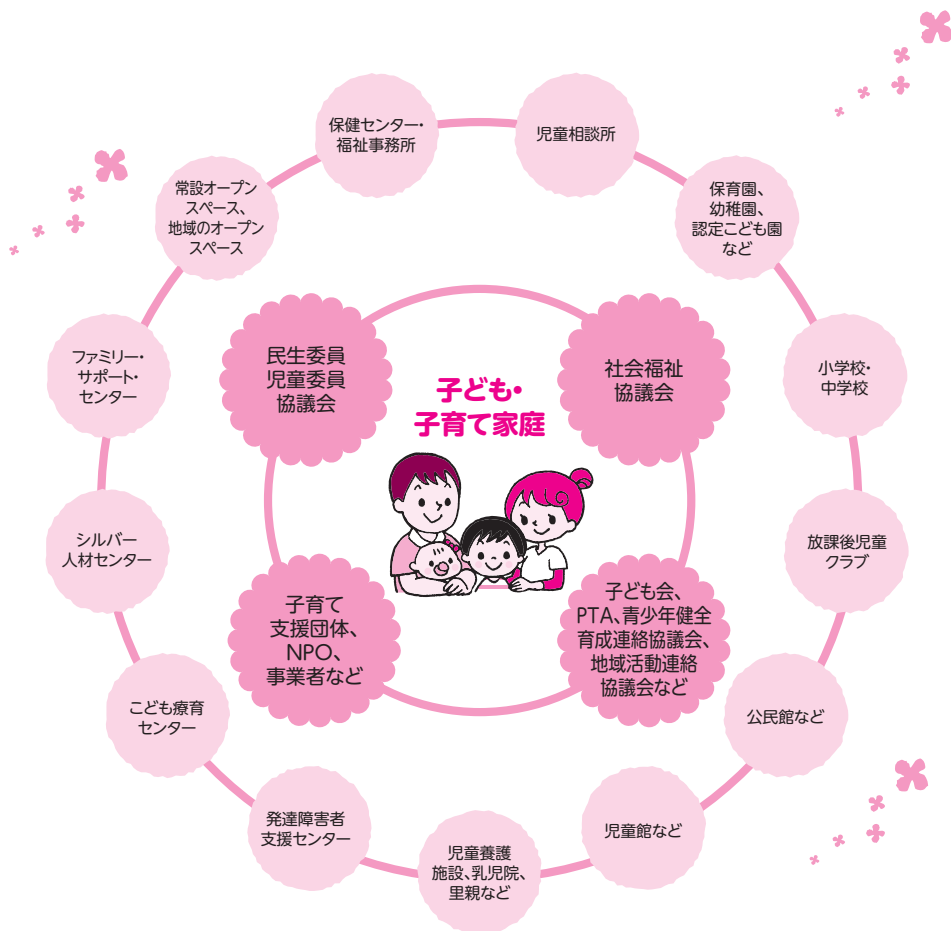 保健センター・
福祉事務所
児童相談所
常設オープン
スペース、
地域のオープン
スペース
保育園、
幼稚園、
認定こども園
など
民生委員
児童委員
協議会
社会福祉
協議会
子ども・
子育て家庭
ファミリー・
サポート・
センター
小学校・
中学校
シルバー
人材センター
放課後児童
クラブ
子育て
支援団体、
NPO、
事業者など
子ども会、
PTA、青少年健全
育成連絡協議会、
地域活動連絡
協議会など
こども療育
センター
公民館など
発達障害者
支援センター
児童館など
児童養護
施設、乳児院、
里親など